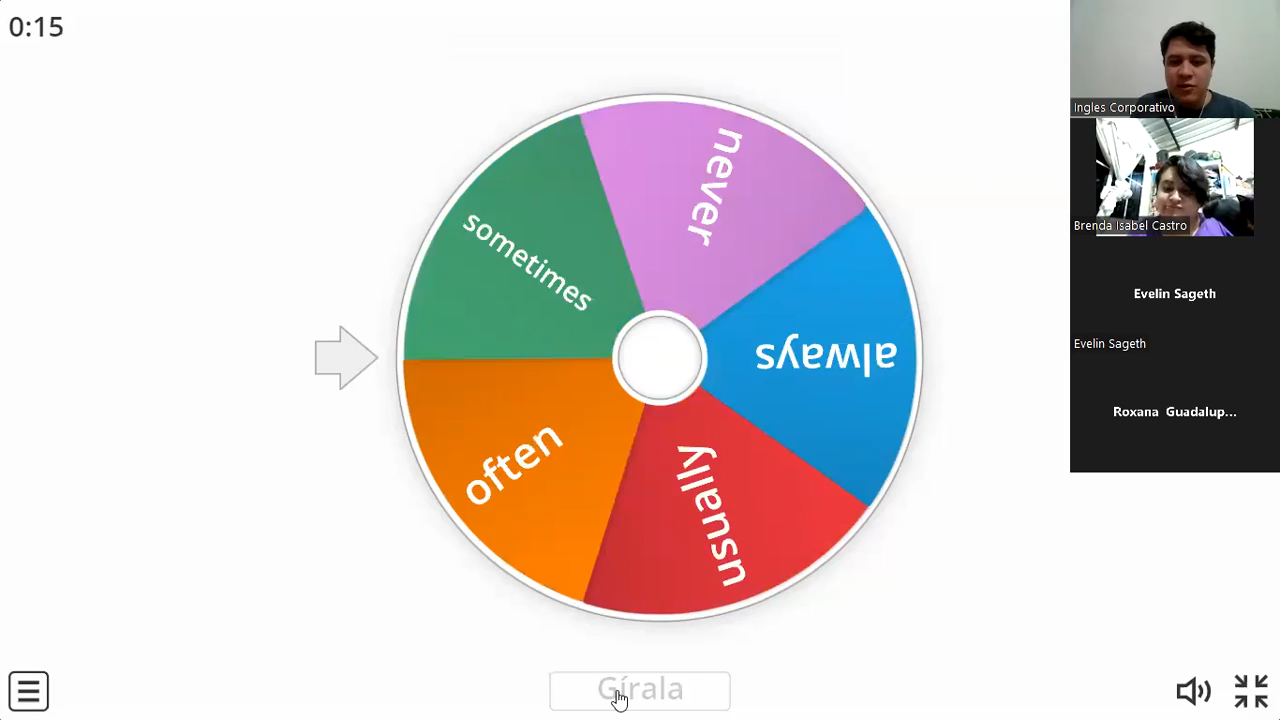 0:15
never
sometimes
always
often
usually
Gírala
Ingles Corporativo
Brenda Isabel Castro
Evelin Sageth
Evelin Sageth
Roxana Guadalup...